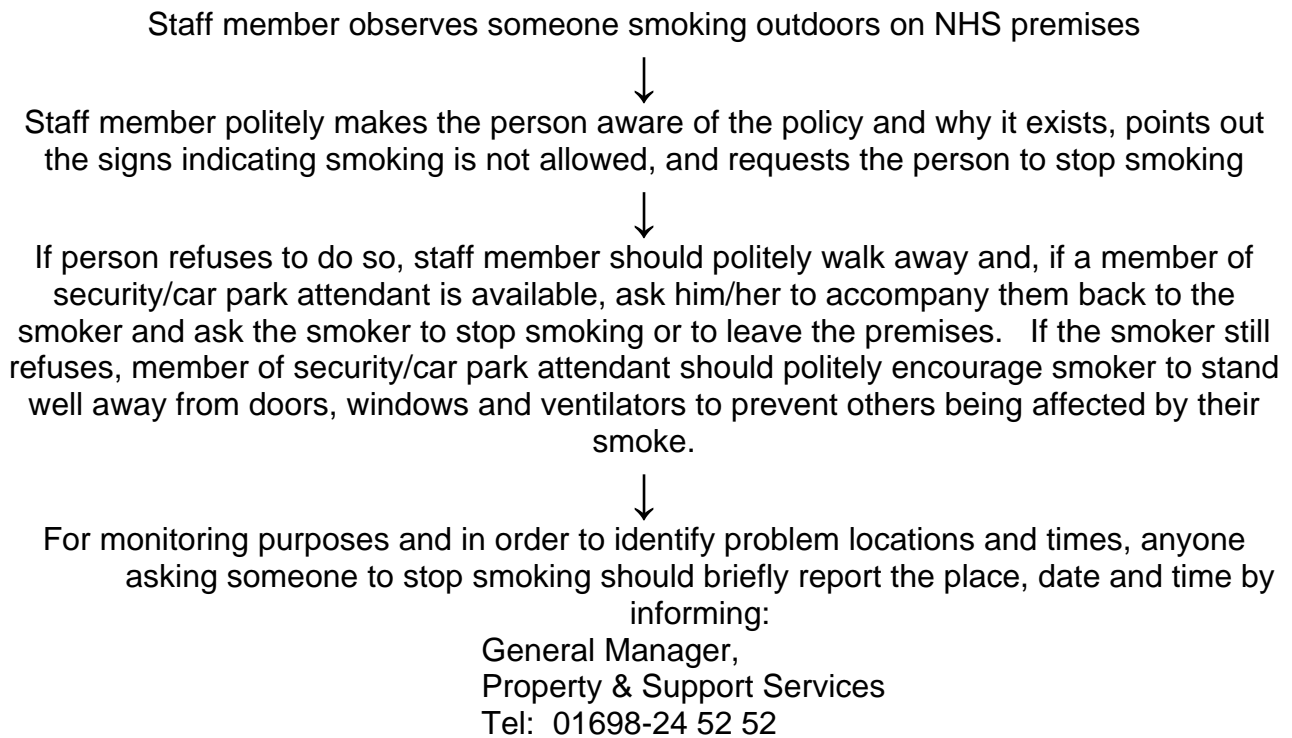 Staff member observes someone smoking outdoors on NHS premises
↓
Staff member politely makes the person aware of the policy and why it exists, points out
the signs indicating smoking is not allowed, and requests the person to stop smoking
↓
If person refuses to do so, staff member should politely walk away and, if a member of
security/car park attendant is available, ask him/her to accompany them back to the
smoker and ask the smoker to stop smoking or to leave the premises. If the smoker still
refuses, member of security/car park attendant should politely encourage smoker to stand
well away from doors, windows and ventilators to prevent others being affected by their
smoke.
↓
For monitoring purposes and in order to identify problem locations and times, anyone
asking someone to stop smoking should briefly report the place, date and time by
informing:
General Manager,
Property & Support Services
Tel: 01698-24 52 52